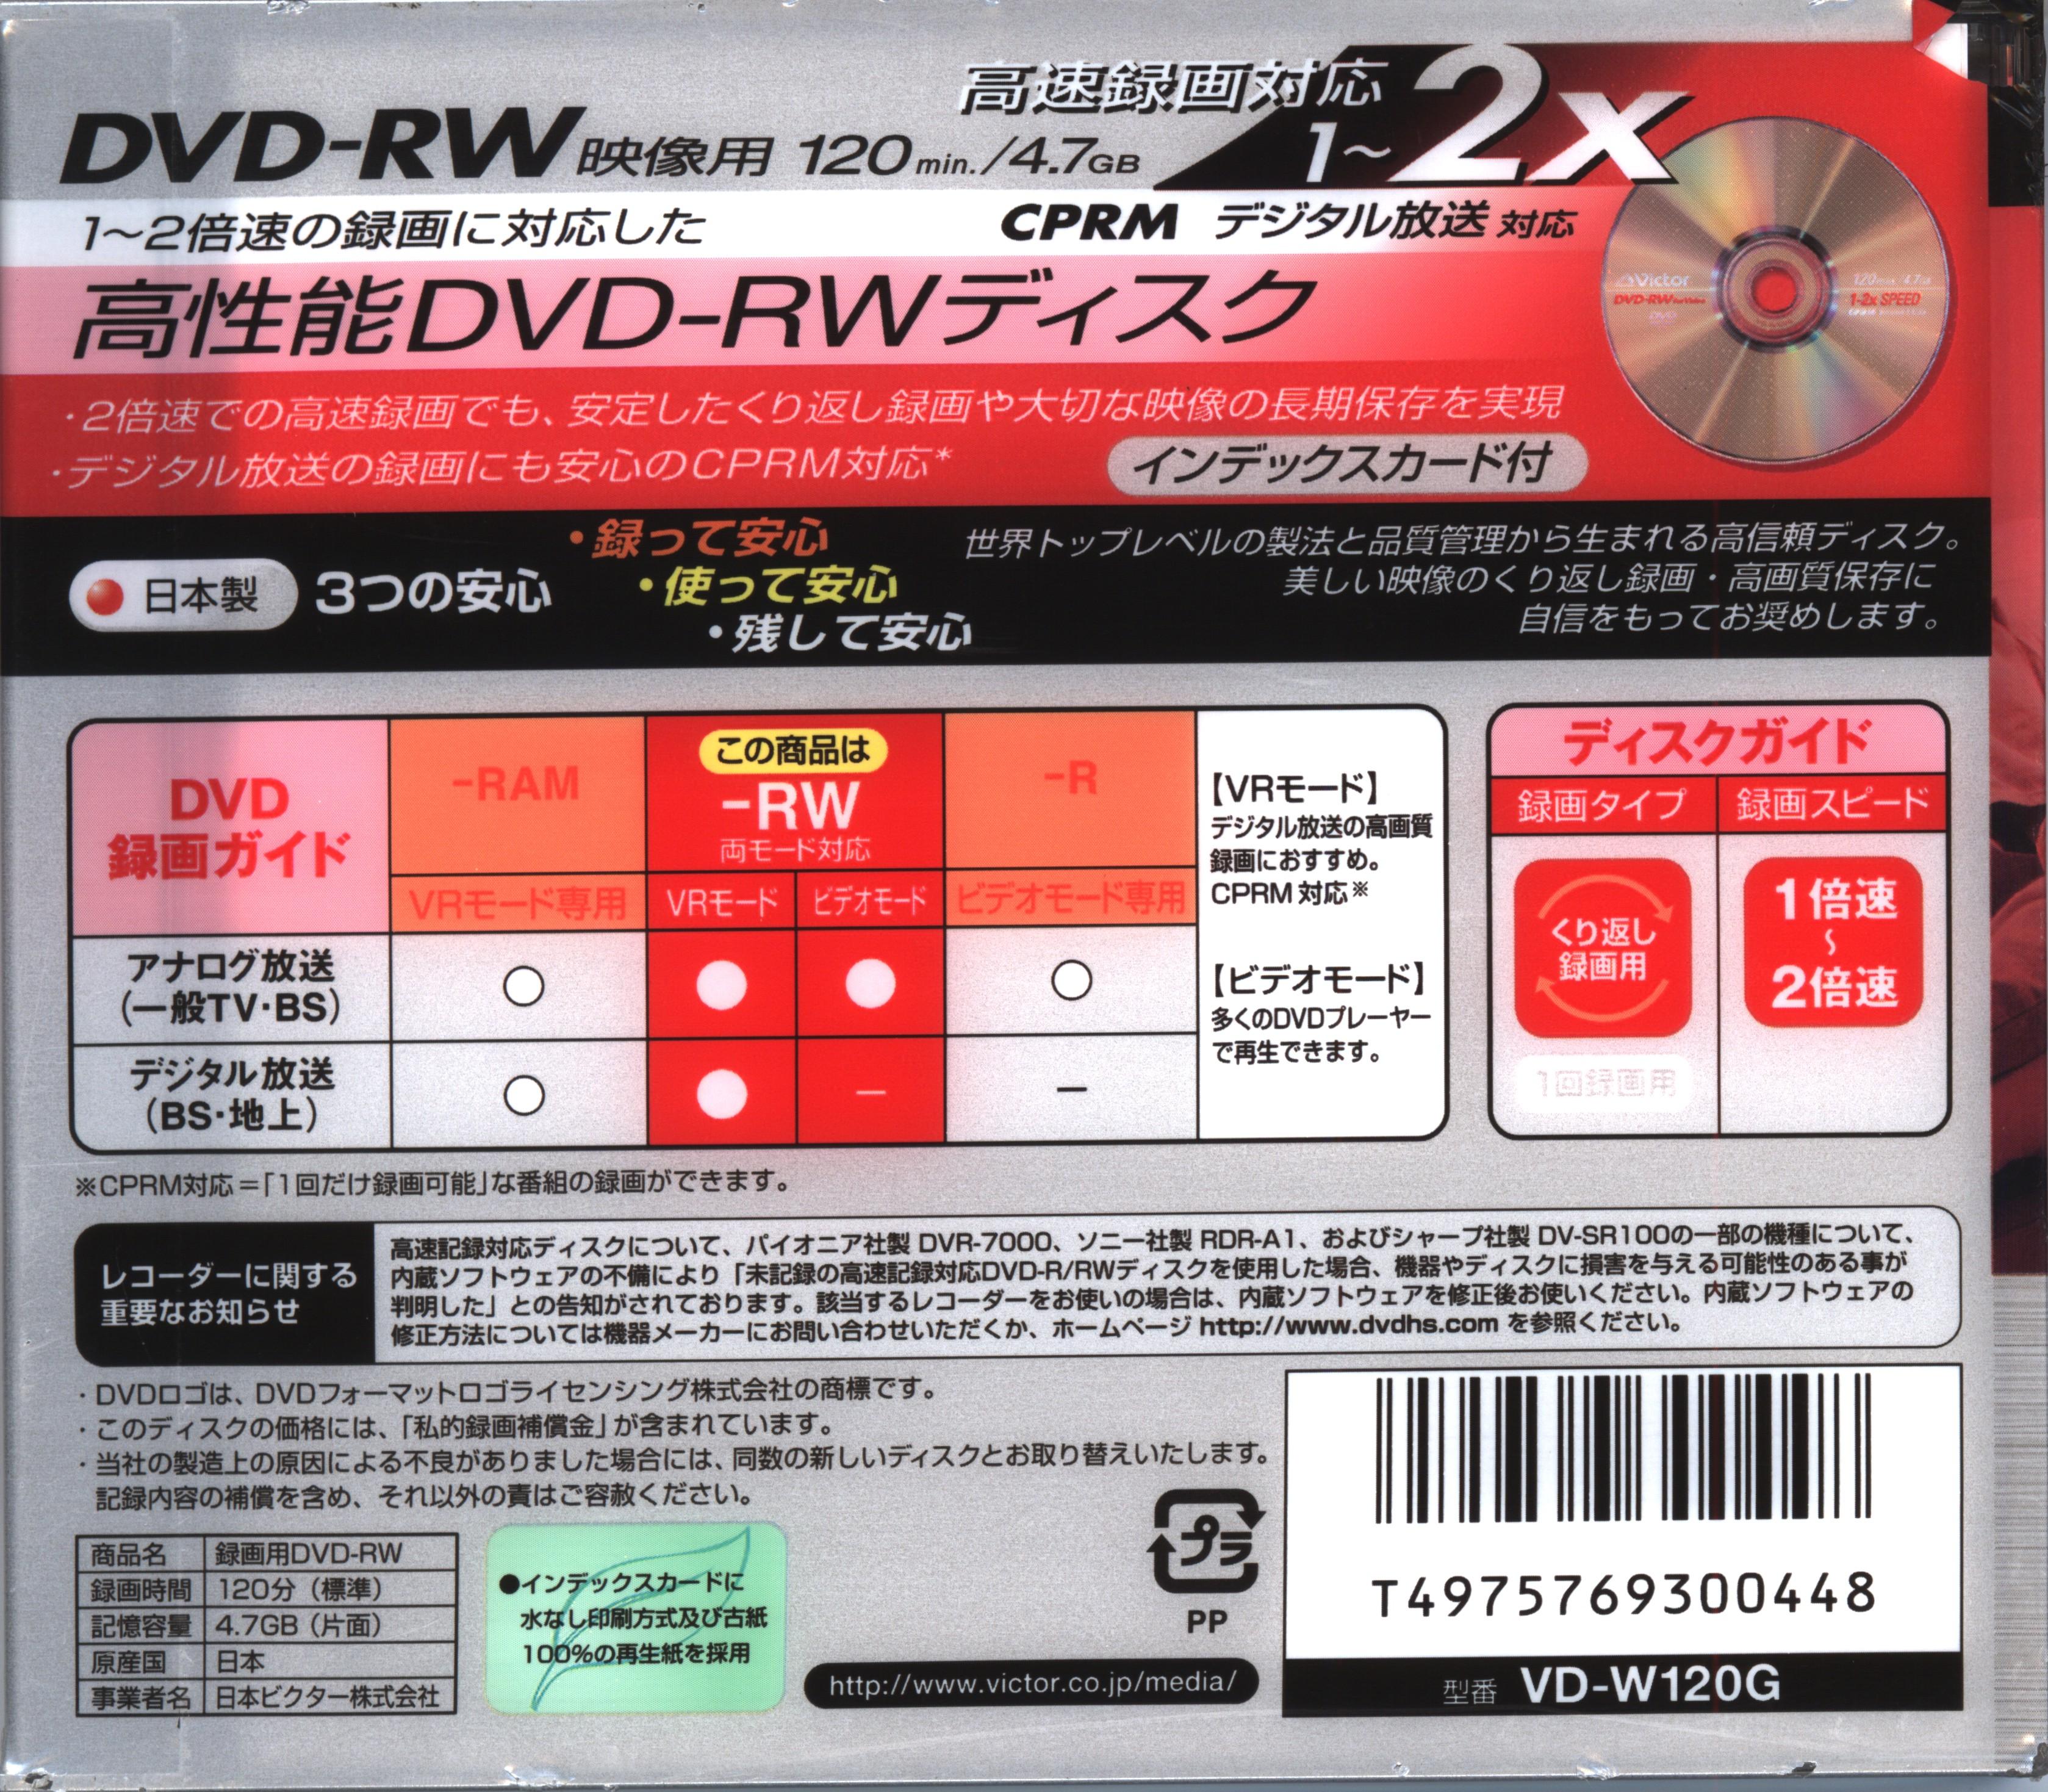 高速録画対応
1～2x
DVD-RW 映像用 120min./4.7GB
1～2倍速の録画に対応した
CPRM デジタル放送 対応
高性能DVD-RWディスク
Victor
DVD-RW for Video
DVD
120min. 4.7GB
1-2x SPEED
・2倍速での高速録画でも、安定したくり返し録画や大切な映像の長期保存を実現
・デジタル放送の録画にも安心のCPRM対応*
インデックスカード付
日本製
3つの安心
・録って安心
・使って安心
・残して安心
世界トップレベルの製法と品質管理から生まれる高信頼ディスク。
美しい映像のくり返し録画・高画質保存に
自信をもってお奨めします。
DVD
録画ガイド
-RAM
この商品は
-RW
両モード対応
-R
VRモード専用
VRモード
ビデオモード
ビデオモード専用
アナログ放送
(一般TV・BS)
○ ○ ○ ○
デジタル放送
(BS・地上)
○ ○ － －
【VRモード】
デジタル放送の高画質
録画におすすめ。
CPRM対応※
【ビデオモード】
多くのDVDプレーヤー
で再生できます。
ディスクガイド
録画タイプ
録画スピード
くり返し
録画用
1回録画用
1倍速
～
2倍速
※CPRM対応＝「1回だけ録画可能」な番組の録画ができます。
レコーダーに関する
重要なお知らせ
高速記録対応ディスクについて、パイオニア社製 DVR-7000、ソニー社製 RDR-A1、およびシャープ社製 DV-SR100の一部の機種について、
内蔵ソフトウェアの不備により「未記録の高速記録対応DVD-R/RWディスクを使用した場合、機器やディスクに損害を与える可能性のある事が
判明した」との告知がされております。該当するレコーダーをお使いの場合は、内蔵ソフトウェアを修正後お使いください。内蔵ソフトウェアの
修正方法については機器メーカーにお問い合わせいただくか、ホームページ http://www.dvdhs.com を参照ください。
・DVDロゴは、DVDフォーマットロゴライセンシング株式会社の商標です。
・このディスクの価格には、「私的録画補償金」が含まれています。
・当社の製造上の原因による不良がありました場合には、同数の新しいディスクとお取り替えいたします。
記録内容の補償を含め、それ以外の責はご容赦ください。
商品名 録画用DVD-RW
録画時間 120分（標準）
記憶容量 4.7GB（片面）
原産国 日本
事業者名 日本ビクター株式会社
●インデックスカードに
水なし印刷方式及び古紙
100%の再生紙を採用
プラ
PP
http://www.victor.co.jp/media/
T4975769300448
型番 VD-W120G